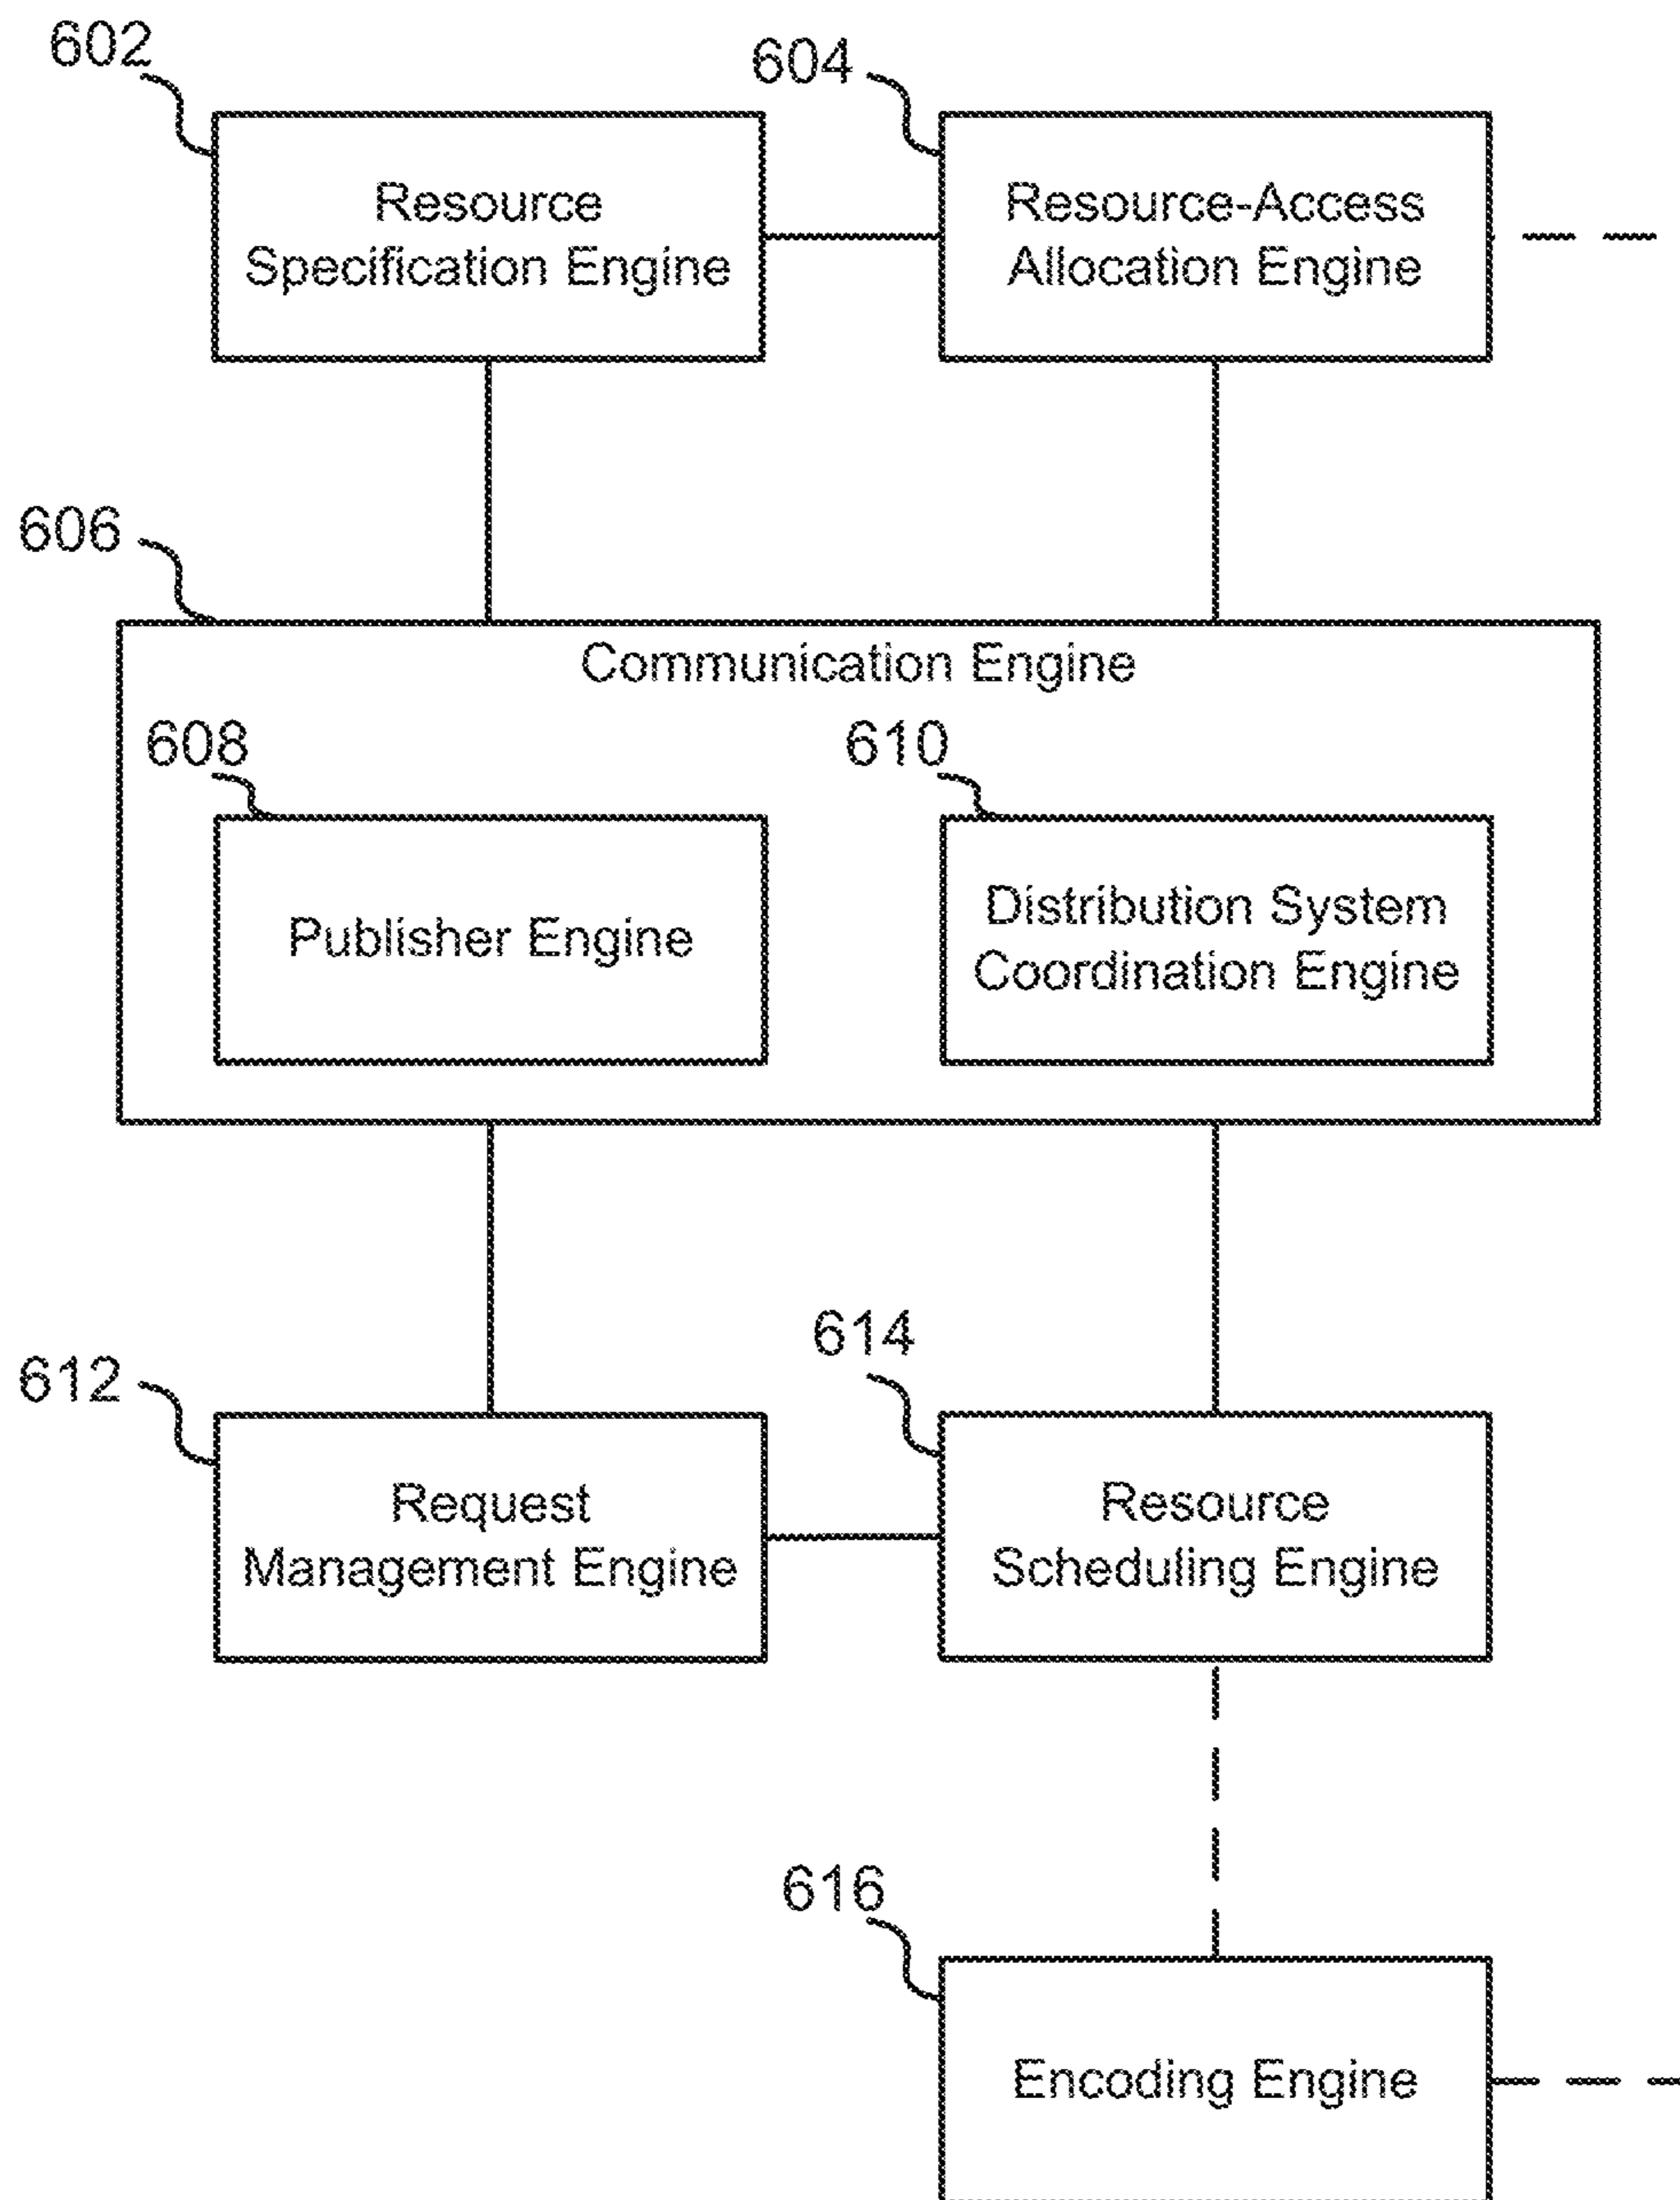 602
604
Resource
Specification Engine
Resource-Access
Allocation Engine
606
Communication Engine
608
610
Publisher Engine
Distribution System
Coordination Engine
612
614
Request
Management Engine
Resource
Scheduling Engine
616
Encoding Engine